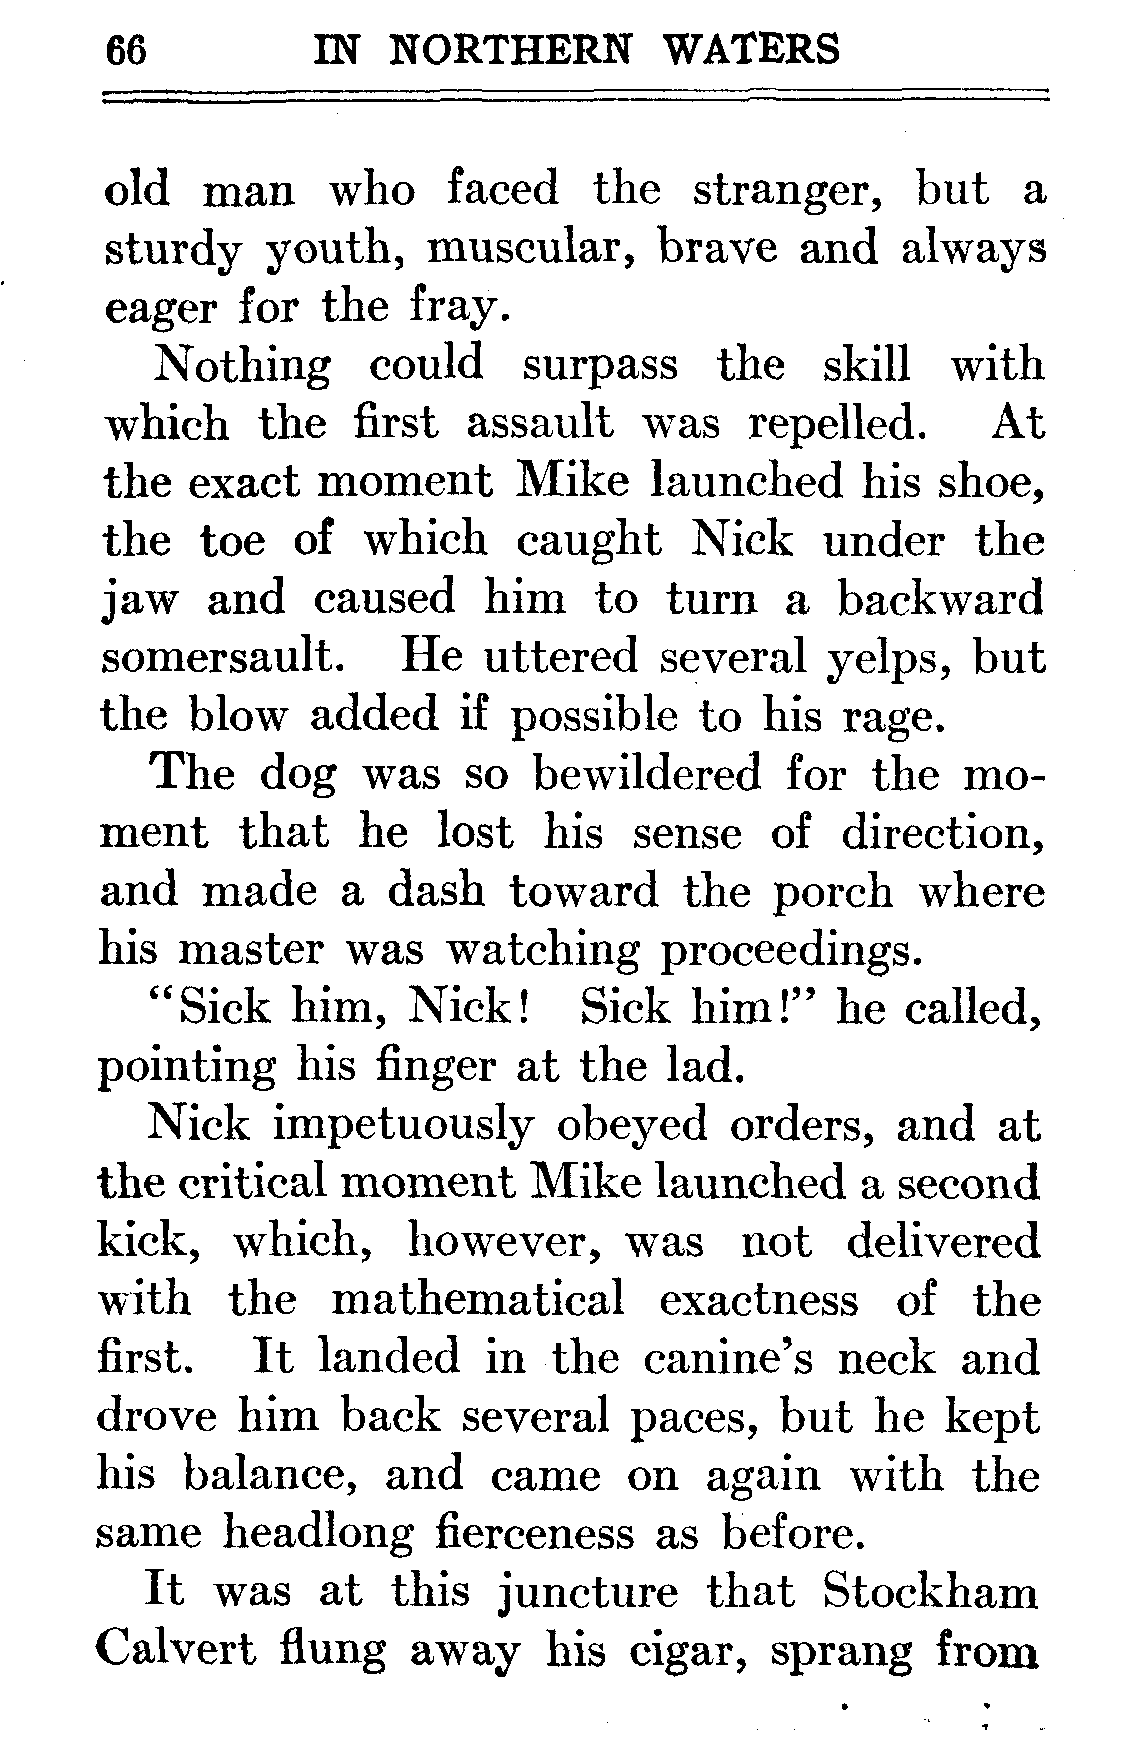 66 IN NORTHERN WATERS
old man who faced the stranger, but a
sturdy youth, muscular, brave and always
eager for the fray.
Nothing could surpass the skill with
which the first assault was repelled. At
the exact moment Mike launched his shoe,
the toe of which caught Nick under the
jaw and caused him to turn a backward
somersault. He uttered several yelps, but
the blow added if possible to his rage.
The dog was so bewildered for the mo-
ment that he lost his sense of direction,
and made a dash toward the porch where
his master was watching proceedings.
"Sick him, Nick! Sick him!" he called,
pointing his finger at the lad.
Nick impetuously obeyed orders, and at
the critical moment Mike launched a second
kick, which, however, was not delivered
with the mathematical exactness of the
first. It landed in the canine's neck and
drove him back several paces, but he kept
his balance, and came on again with the
same headlong fierceness as before.
It was at this juncture that Stockham
Calvert flung away his cigar, sprang from